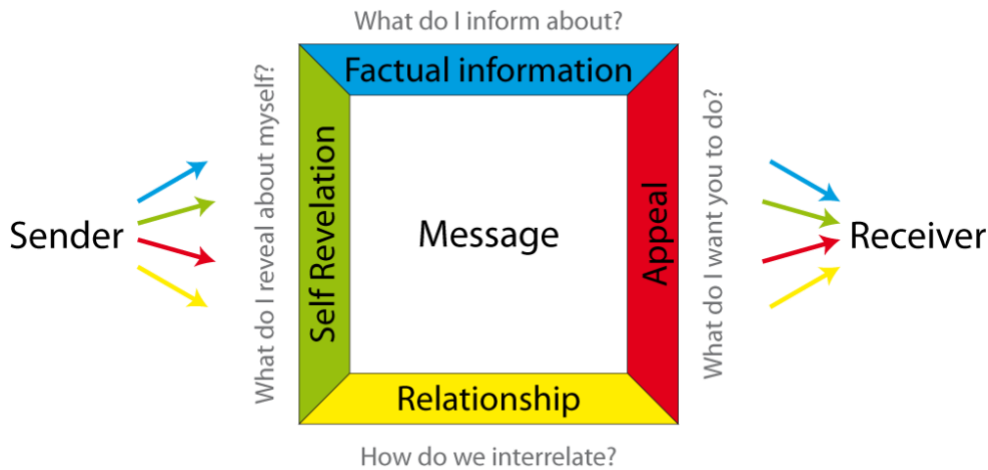 What do I inform about?
Factual information
What do I reveal about myself?
Self Revelation
Sender
Message
Appeal
What do I want you to do?
Receiver
Relationship
How do we interrelate?